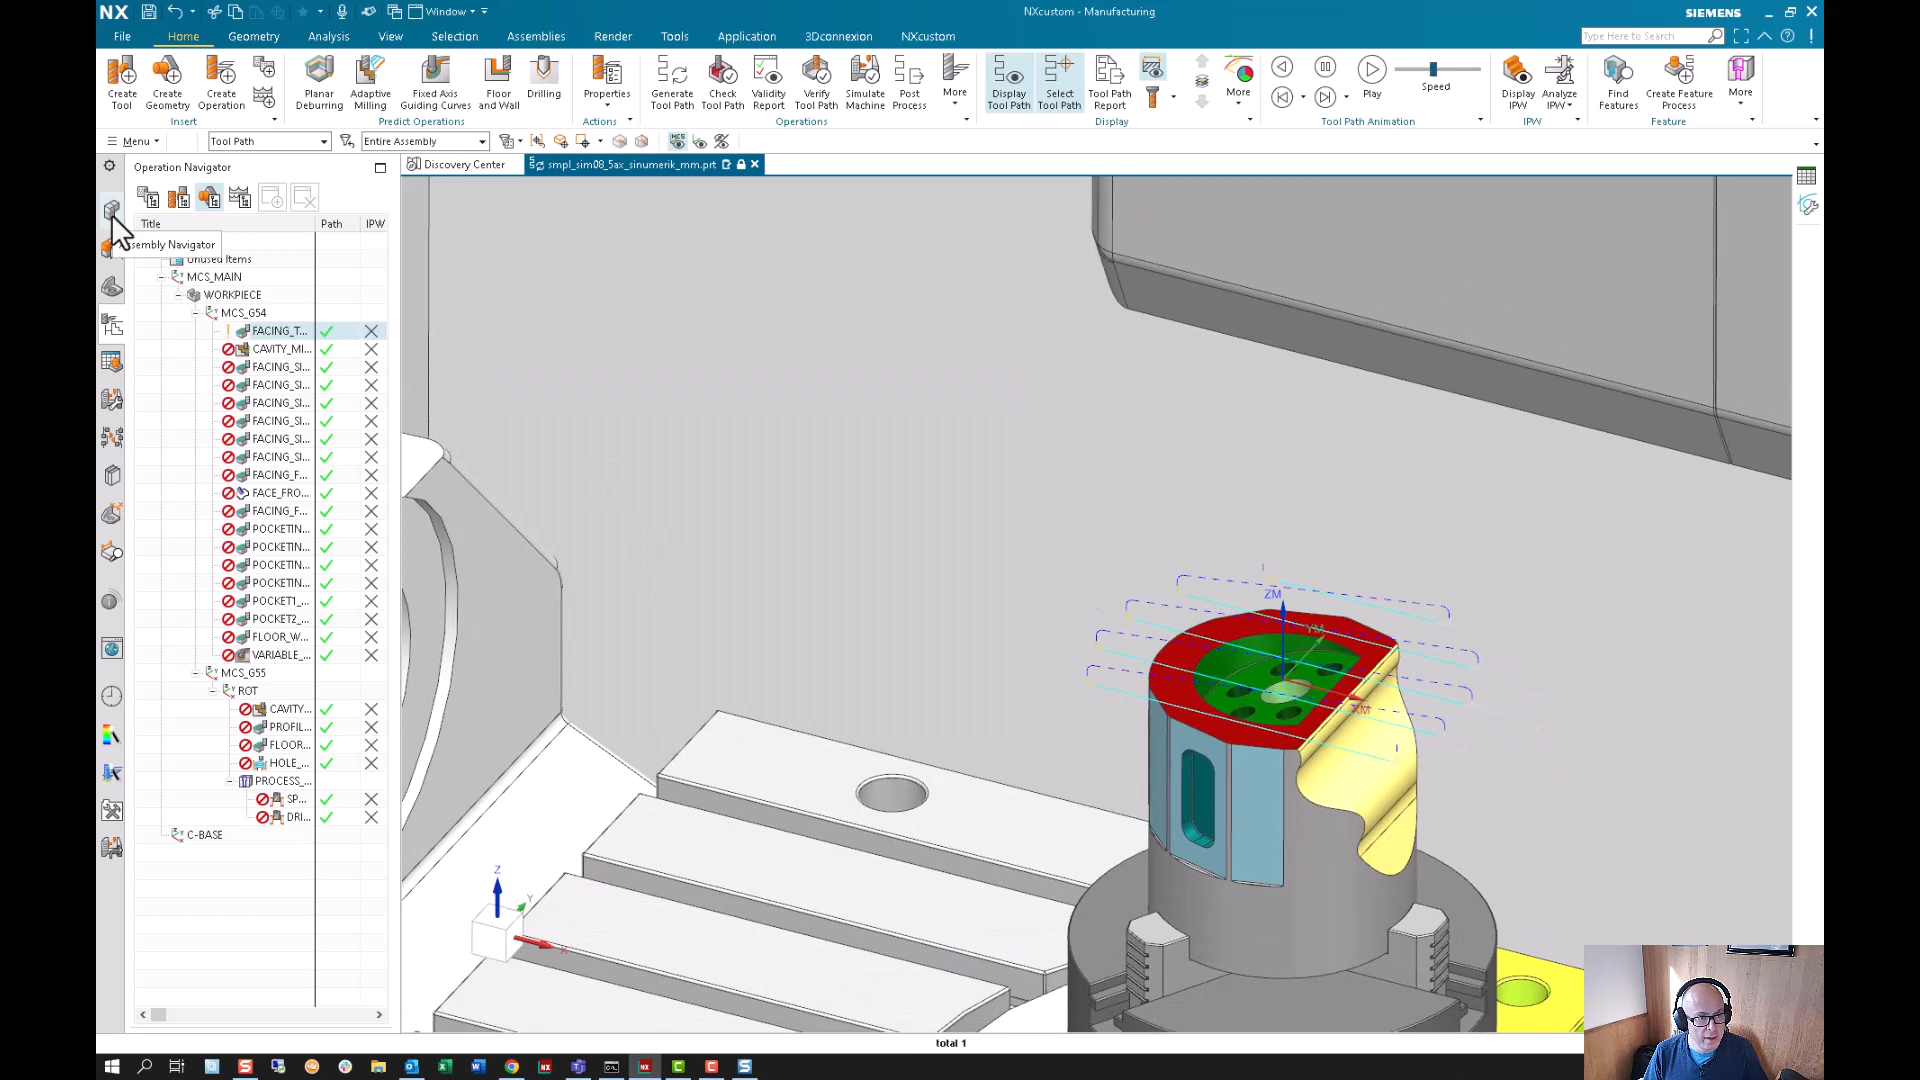 NX
Window
NXcustom - Manufacturing
SIEMENS
File
Home
Geometry
Analysis
View
Selection
Assemblies
Render
Tools
Application
3Dconnexion
NXcustom
Type Here to Search
Create Tool
Create Geometry
Create Operation
Insert
Planar Deburring
Adaptive Milling
Fixed Axis Guiding Curves
Floor and Wall
Drilling
Predict Operations
Properties
Actions
Generate Tool Path
Check Tool Path
Validity Report
Verify Tool Path
Simulate Machine
Post Process
More
Operations
Display Tool Path
Select Tool Path
Tool Path Report
More
Display
Play
Speed
Tool Path Animation
Display IPW
Analyze IPW
IPW
Find Features
Create Feature Process
More
Feature
Menu
Tool Path
Entire Assembly
MCS
Operation Navigator
Discovery Center
smpl_sim08_5ax_sinumerik_mm.prt
Title
Path
IPW
sembly Navigator
Unused Items
MCS_MAIN
WORKPIECE
MCS_G54
FACING_T...
CAVITY_MI...
FACING_SI...
FACING_SI...
FACING_SI...
FACING_SI...
FACING_SI...
FACING_SI...
FACING_F...
FACE_FRO...
FACING_F...
POCKETIN...
POCKETIN...
POCKETIN...
POCKETIN...
POCKET1_...
POCKET2_...
FLOOR_W...
VARIABLE_...
MCS_G55
ROT
CAVITY...
PROFIL...
FLOOR...
HOLE_...
PROCESS_...
SP...
DRI...
C-BASE
ZM
YM
XM
Z
Y
X
total 1